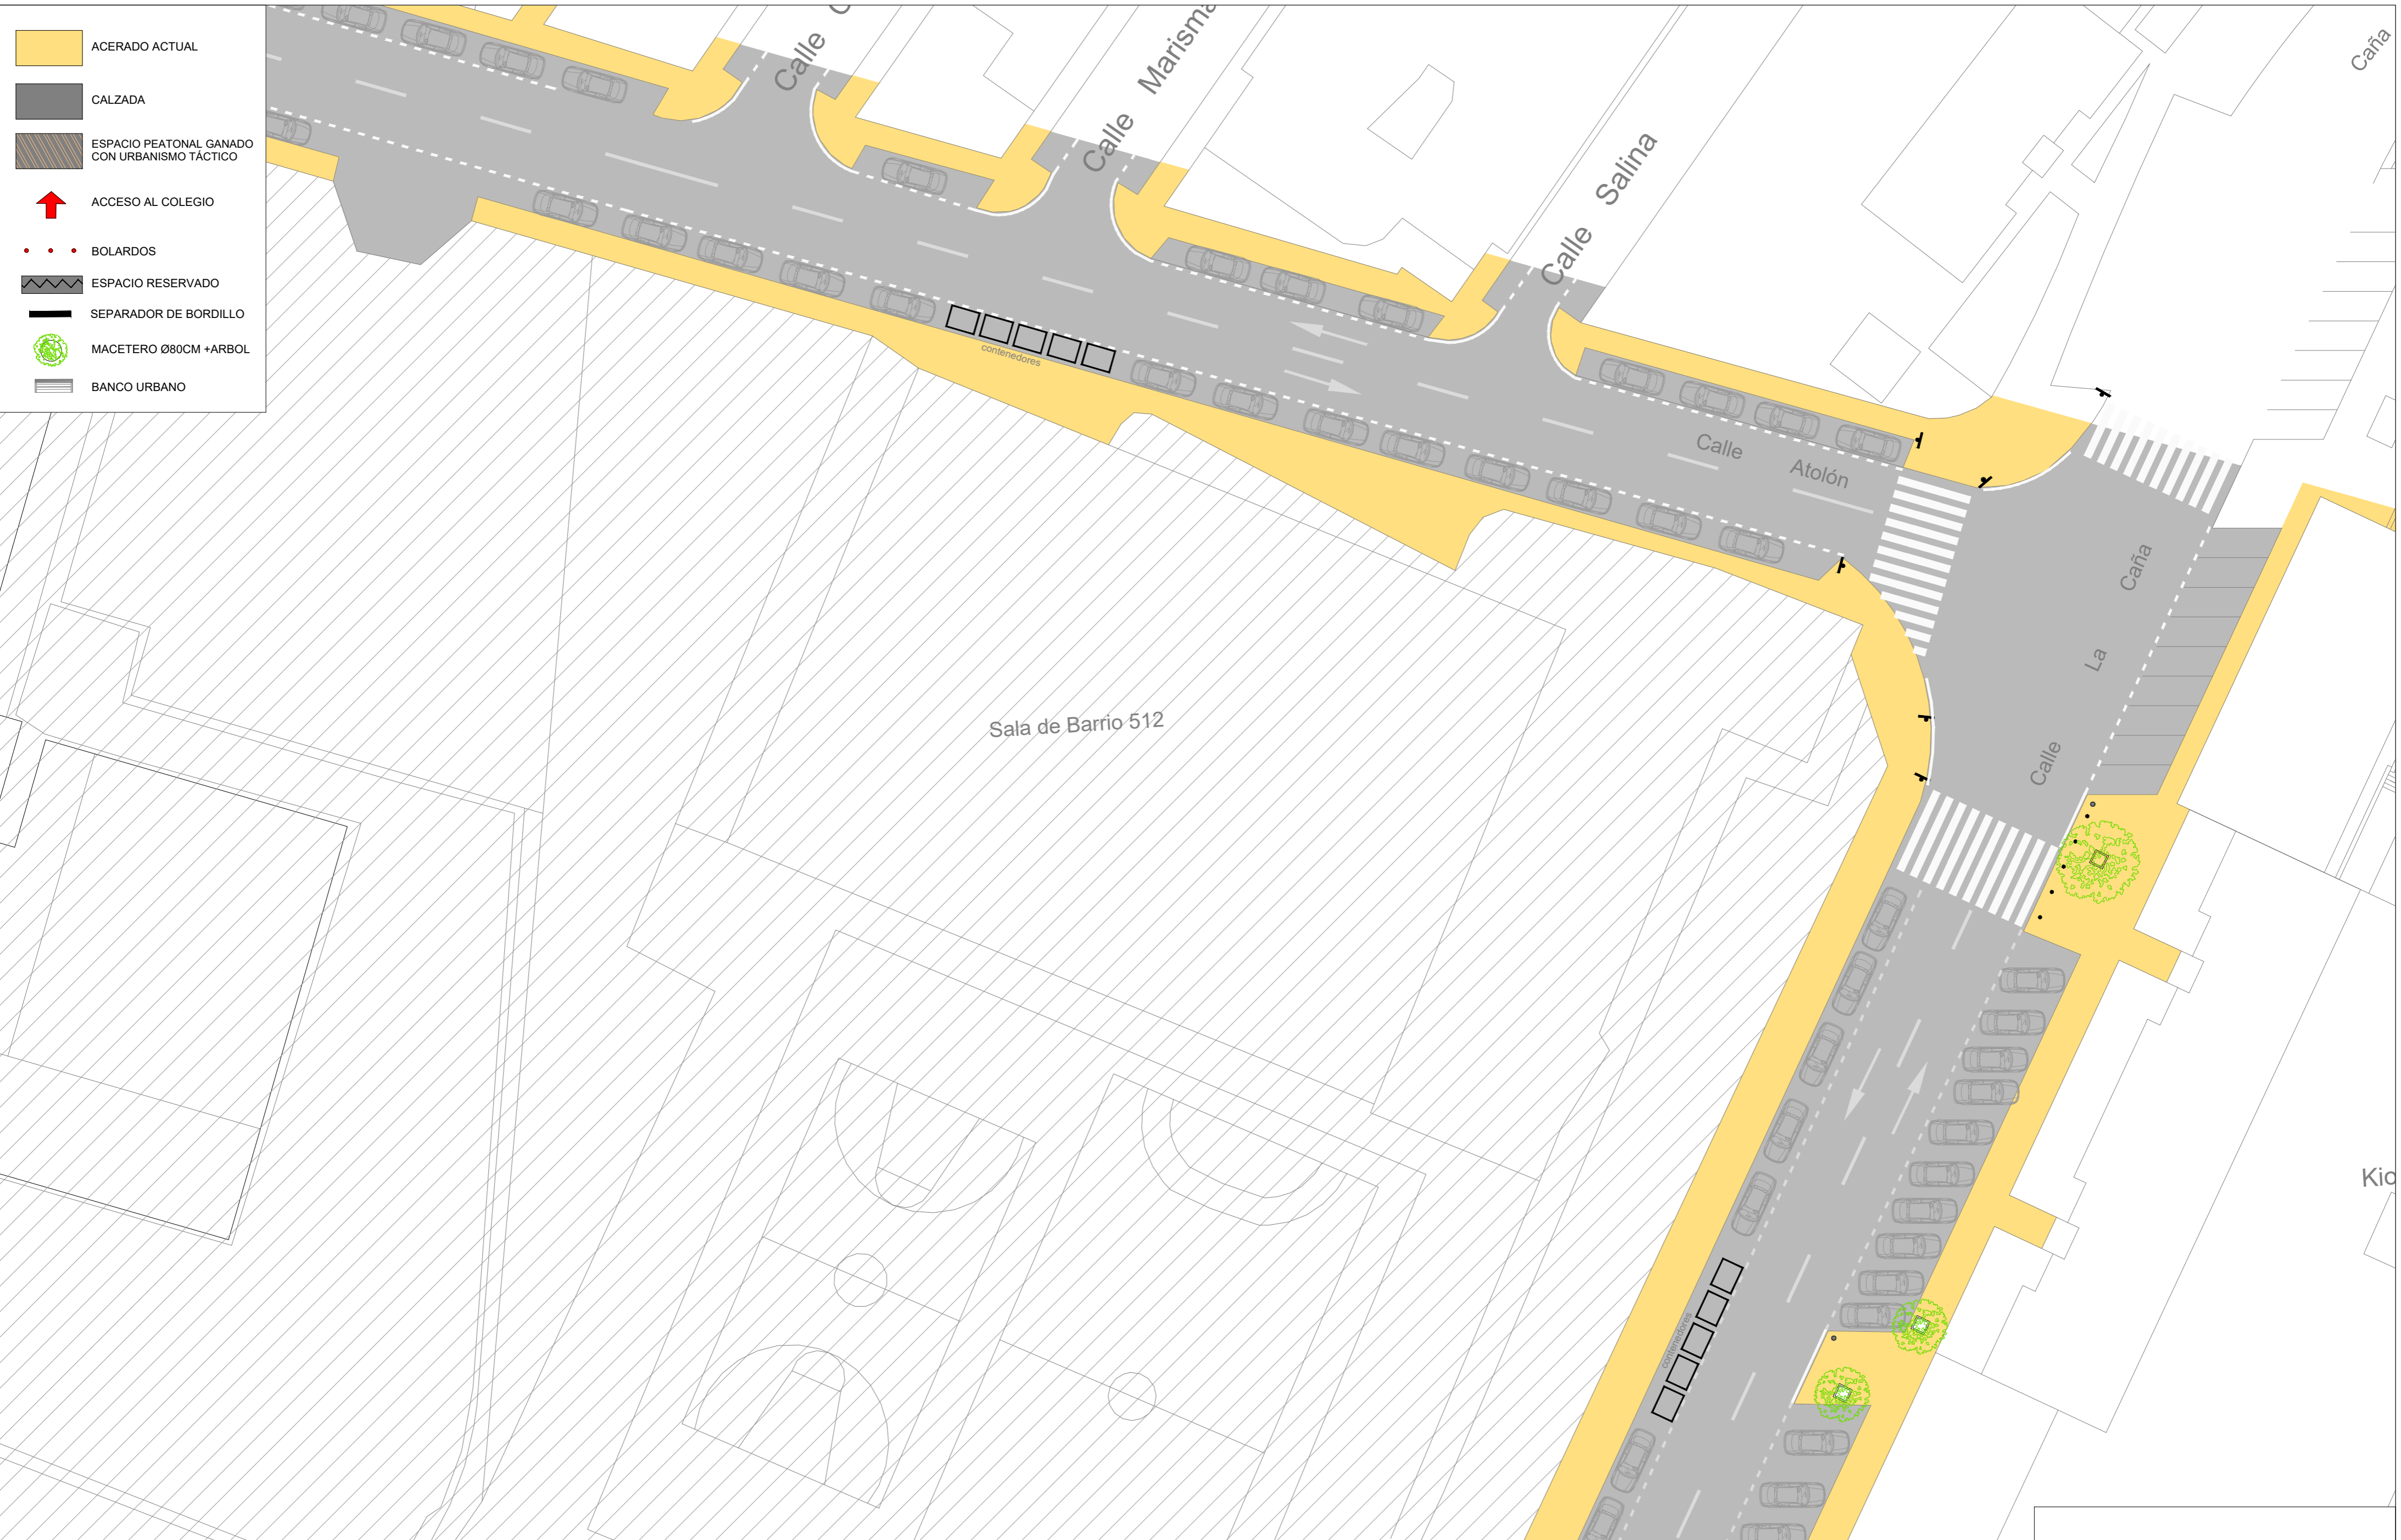 ACERADO ACTUAL
CALZADA
ESPACIO PEATONAL GANADO
CON URBANISMO TÁCTICO
ACCESO AL COLEGIO
BOLARDOS
ESPACIO RESERVADO
SEPARADOR DE BORDILLO
MACETERO Ø80CM +ARBOL
BANCO URBANO
Calle
Calle Marisma
Calle Salina
Caña
contenedores
Calle Atolón
Calle La Caña
Sala de Barrio 512
contenedores